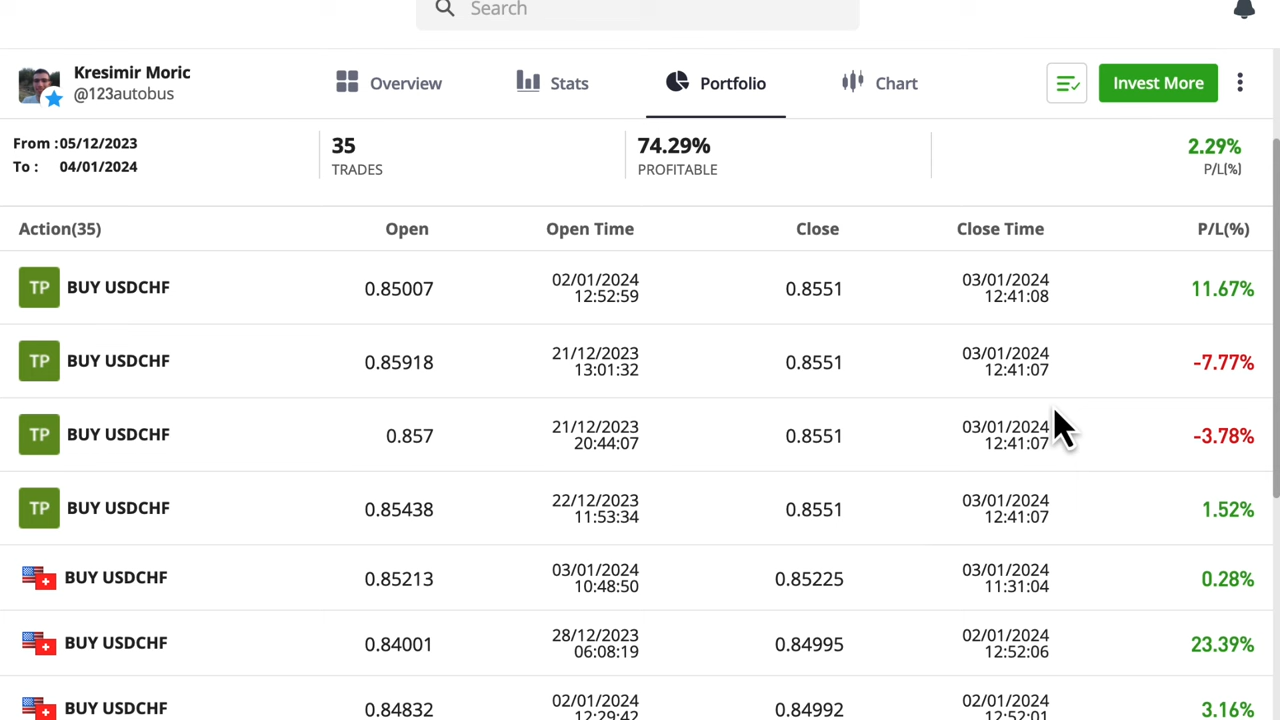 Search
Kresimir Moric
@123autobus
Overview
Stats
Portfolio
Chart
Invest More
From :05/12/2023
To : 04/01/2024
35
TRADES
74.29%
PROFITABLE
2.29%
P/L(%)
Action(35) Open Open Time Close Close Time P/L(%)
TP BUY USDCHF 0.85007 02/01/2024 12:52:59 0.8551 03/01/2024 12:41:08 11.67%
TP BUY USDCHF 0.85918 21/12/2023 13:01:32 0.8551 03/01/2024 12:41:07 -7.77%
TP BUY USDCHF 0.857 21/12/2023 20:44:07 0.8551 03/01/2024 12:41:07 -3.78%
TP BUY USDCHF 0.85438 22/12/2023 11:53:34 0.8551 03/01/2024 12:41:07 1.52%
BUY USDCHF 0.85213 03/01/2024 10:48:50 0.85225 03/01/2024 11:31:04 0.28%
BUY USDCHF 0.84001 28/12/2023 06:08:19 0.84995 02/01/2024 12:52:06 23.39%
BUY USDCHF 0.84832 02/01/2024 12:29:42 0.84992 02/01/2024 12:52:01 3.16%